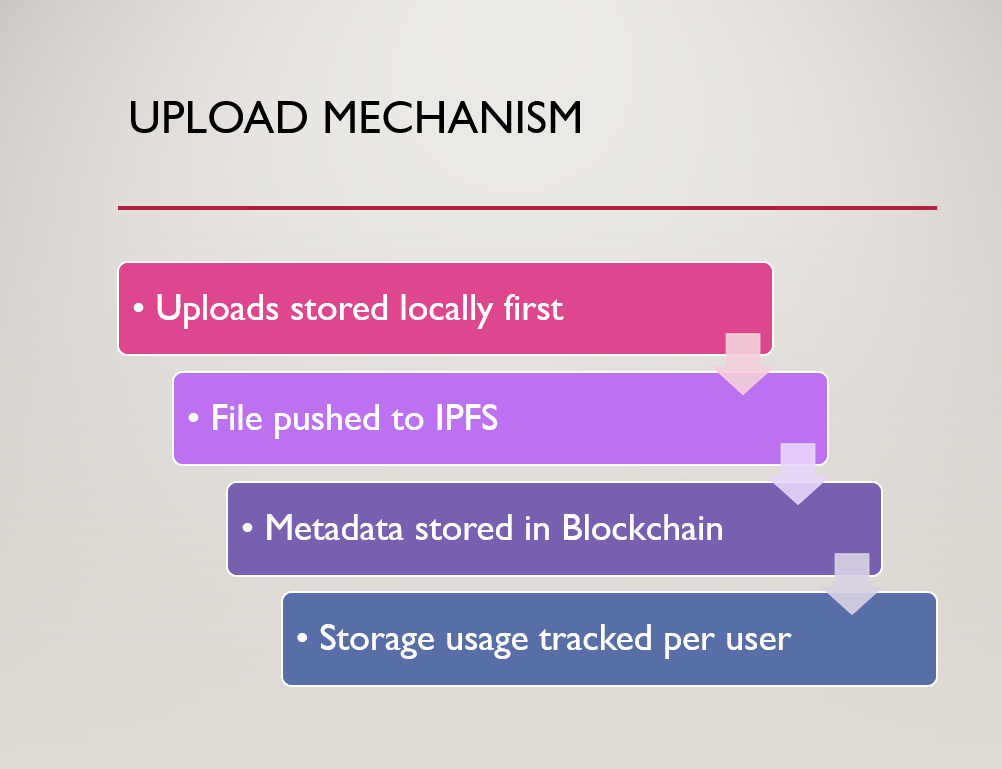 UPLOAD MECHANISM
• Uploads stored locally first
• File pushed to IPFS
• Metadata stored in Blockchain
• Storage usage tracked per user